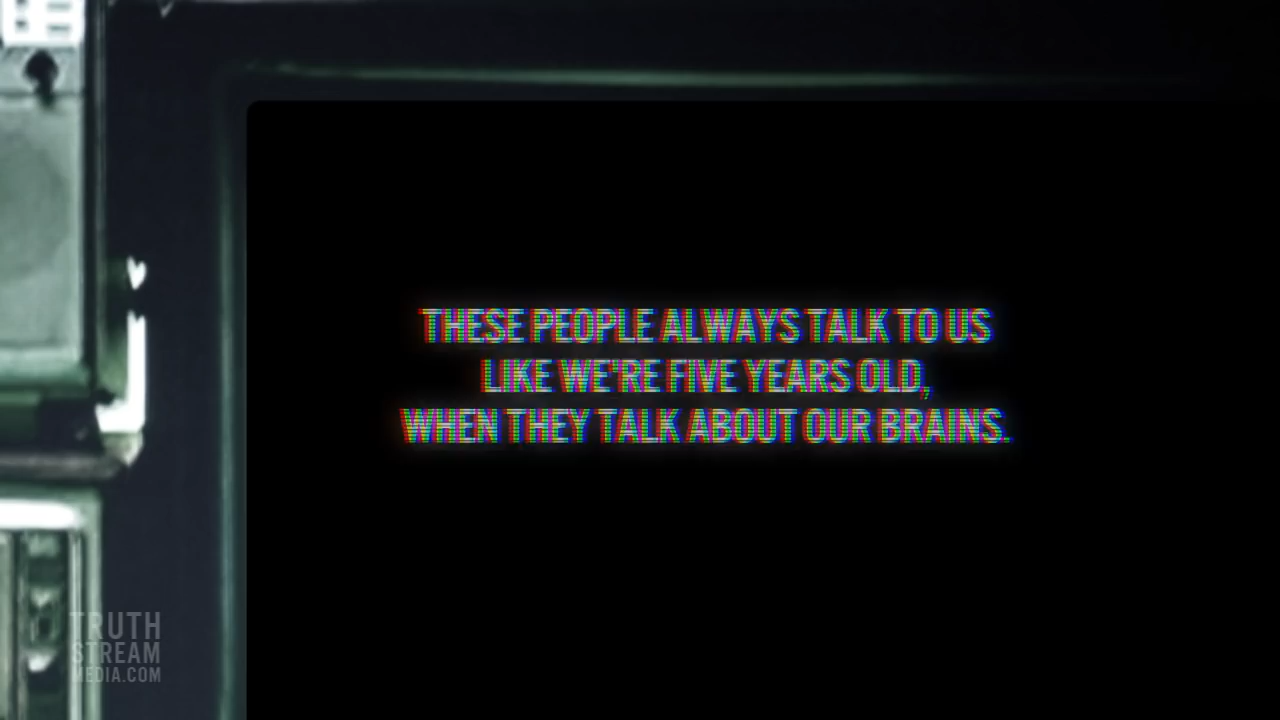 THESE PEOPLE ALWAYS TALK TO US
LIKE WE'RE FIVE YEARS OLD,
WHEN THEY TALK ABOUT OUR BRAINS.
TRUTH
STREAM
MEDIA.COM